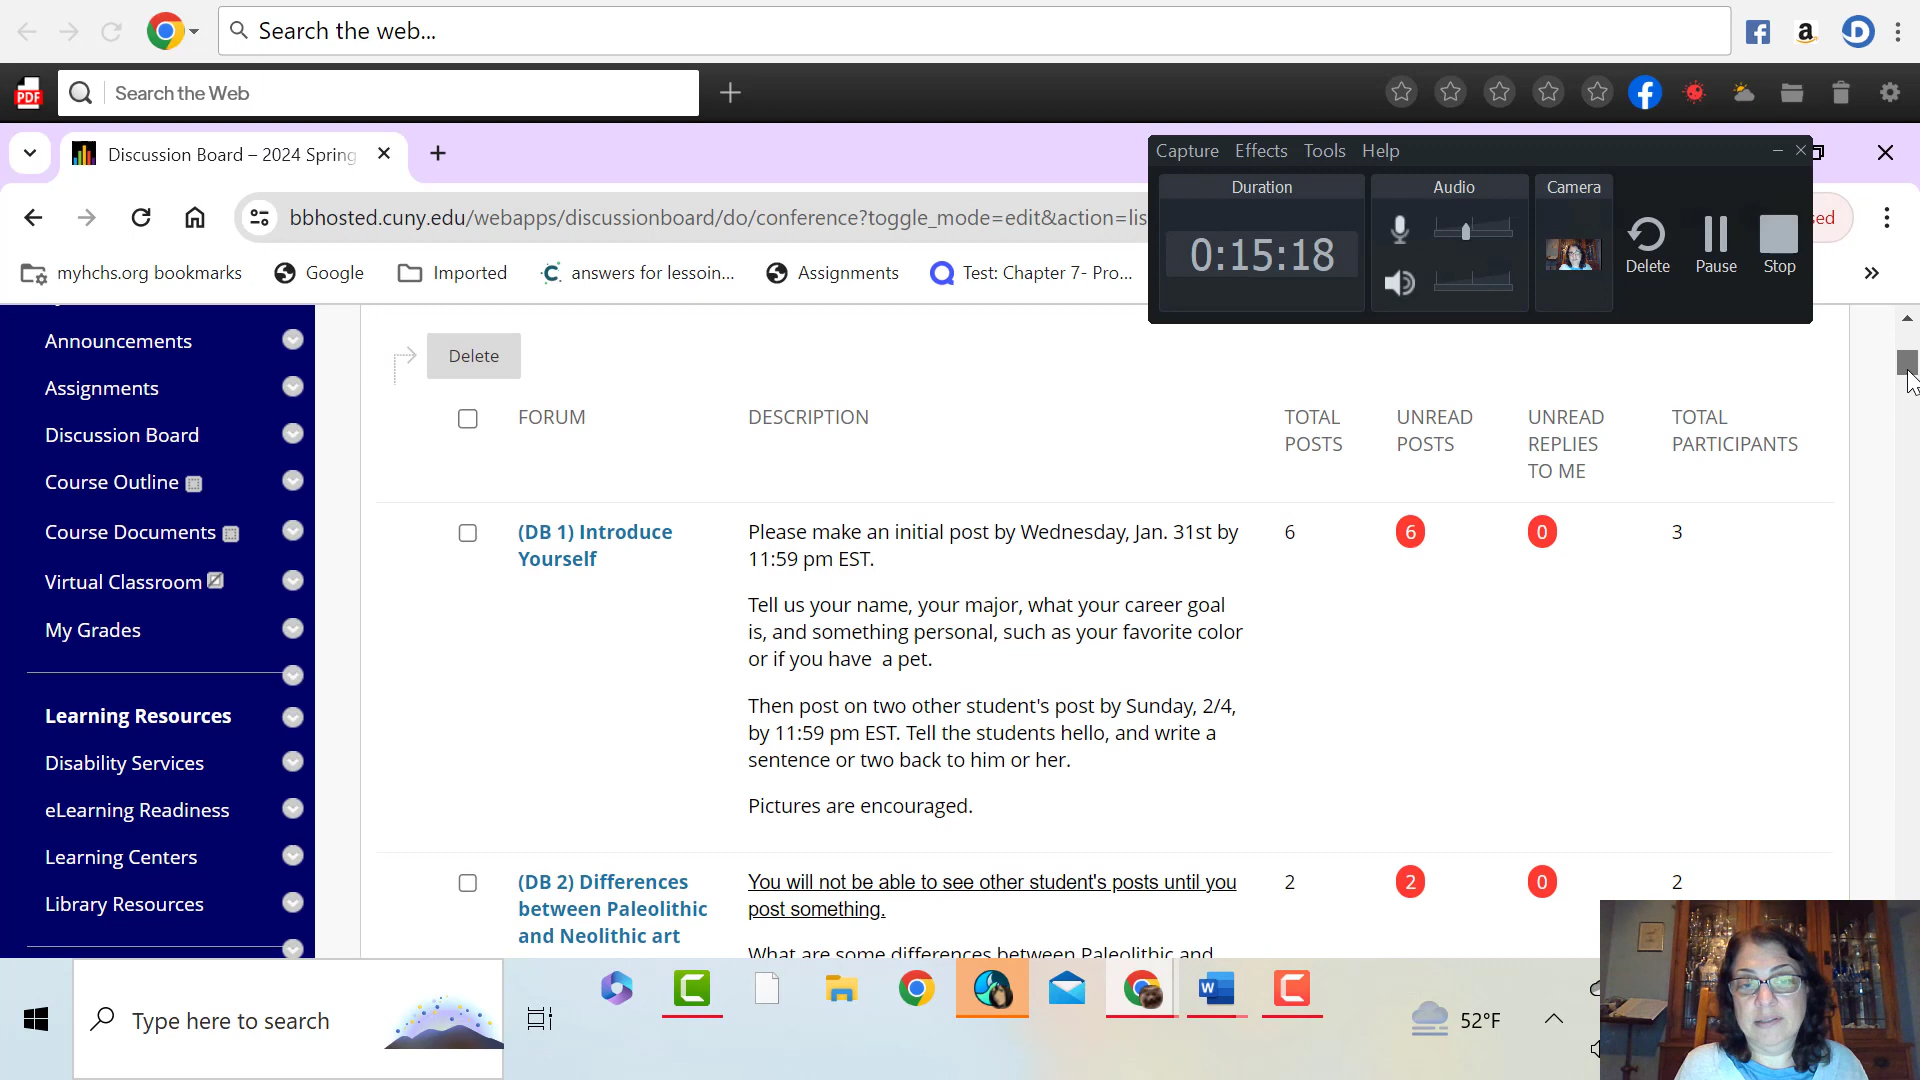 Search the web...
PDF
Search the Web
Discussion Board – 2024 Spring
bbhosted.cuny.edu/webapps/discussionboard/do/conference?toggle_mode=edit&action=lis
myhchs.org bookmarks
Google
Imported
answers for lessoin...
Assignments
Test: Chapter 7- Pro...
Capture Effects Tools Help
Duration
Audio
Camera
0:15:18
Delete
Pause
Stop
sed
Announcements
Assignments
Discussion Board
Course Outline
Course Documents
Virtual Classroom
My Grades
Learning Resources
Disability Services
eLearning Readiness
Learning Centers
Library Resources
Delete
FORUM
DESCRIPTION
TOTAL
POSTS
UNREAD
POSTS
UNREAD
REPLIES
TO ME
TOTAL
PARTICIPANTS
(DB 1) Introduce
Yourself
Please make an initial post by Wednesday, Jan. 31st by
11:59 pm EST.
Tell us your name, your major, what your career goal
is, and something personal, such as your favorite color
or if you have a pet.
Then post on two other student's post by Sunday, 2/4,
by 11:59 pm EST. Tell the students hello, and write a
sentence or two back to him or her.
Pictures are encouraged.
6
6
0
3
(DB 2) Differences
between Paleolithic
and Neolithic art
You will not be able to see other student's posts until you
post something.
What are some differences between Paleolithic and
2
2
0
2
Type here to search
52°F